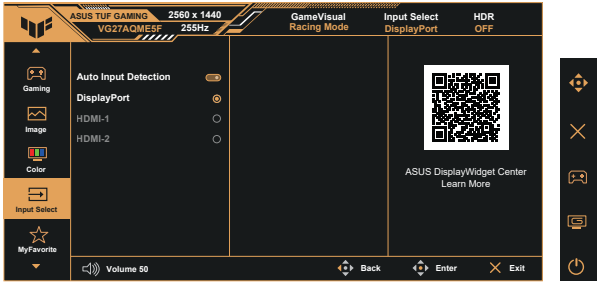 ASUS TUF GAMING
VG27AQME5F
2560 x 1440
255Hz
GameVisual
Racing Mode
Input Select
DisplayPort
HDR
OFF
Gaming
Image
Color
Input Select
MyFavorite
Auto Input Detection
DisplayPort
HDMI-1
HDMI-2
ASUS DisplayWidget Center
Learn More
Volume 50
Back
Enter
Exit